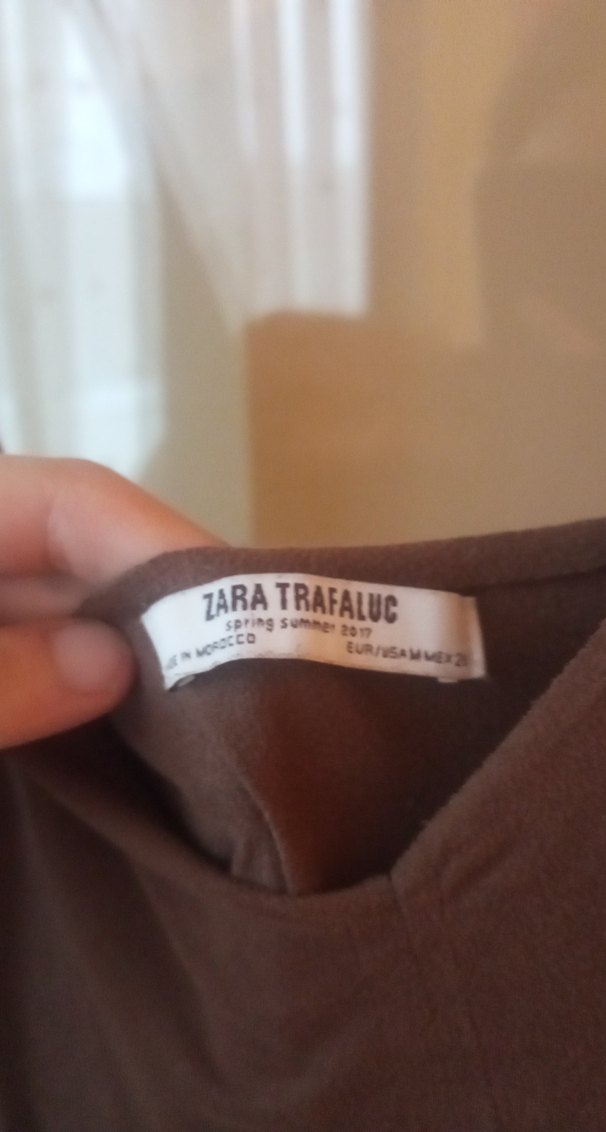 ZARA TRAFALUC
spring summer 2017
IN MOROCCO
EUR/USA M MEX